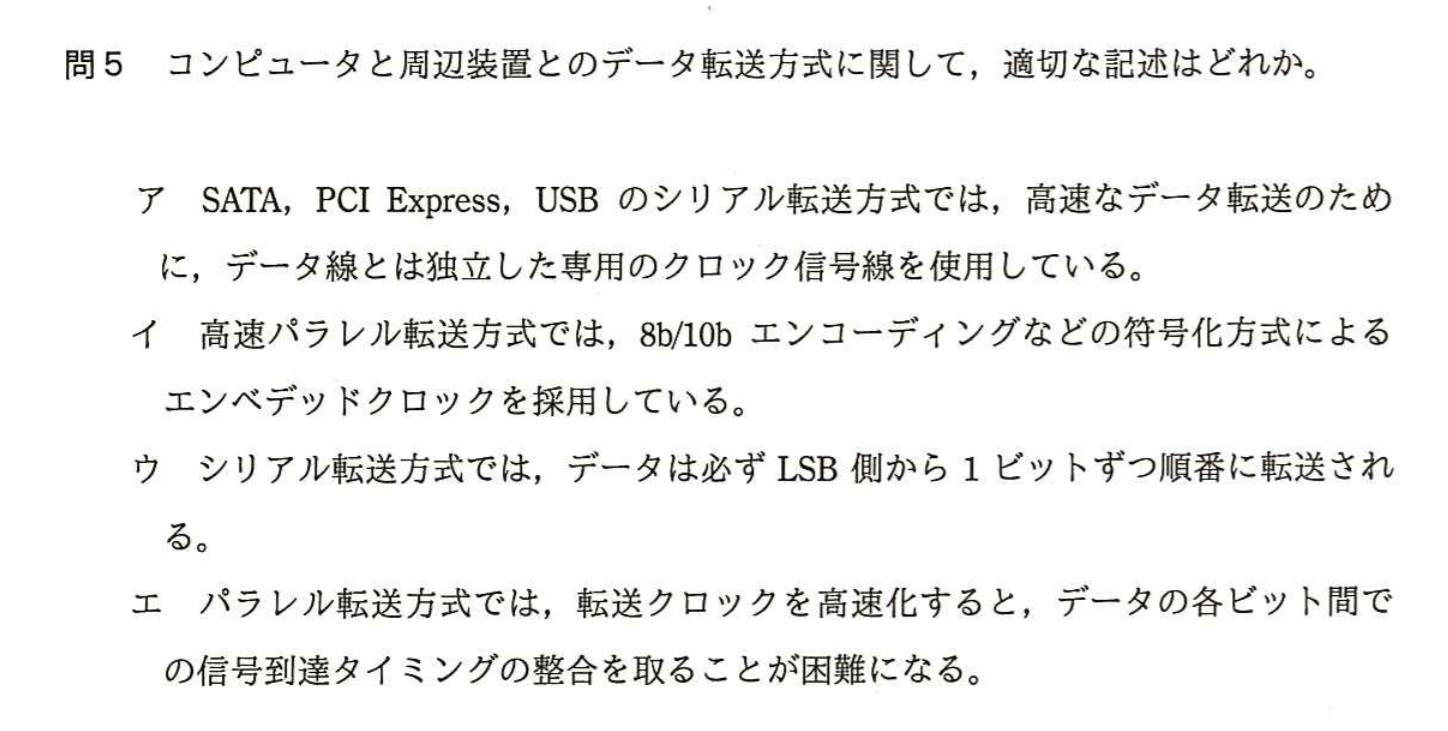 問5 コンピュータと周辺装置とのデータ転送方式に関して，適切な記述はどれか。
ア SATA，PCI Express，USB のシリアル転送方式では，高速なデータ転送のため
に，データ線とは独立した専用のクロック信号線を使用している。
イ 高速パラレル転送方式では，8b/10b エンコーディングなどの符号化方式による
エンベデッドクロックを採用している。
ウ シリアル転送方式では，データは必ず LSB 側から 1 ビットずつ順番に転送され
る。
エ パラレル転送方式では，転送クロックを高速化すると，データの各ビット間で
の信号到達タイミングの整合を取ることが困難になる。